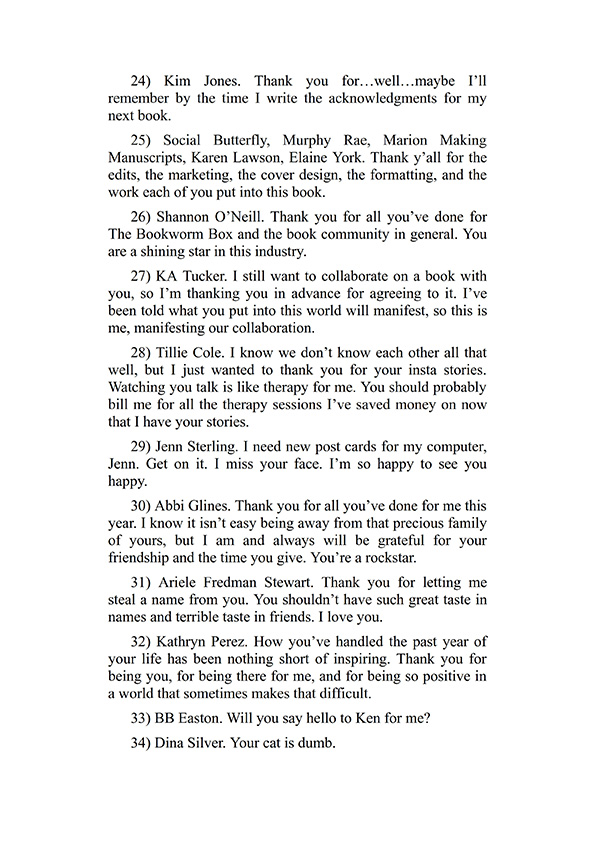 24) Kim Jones. Thank you for…well…maybe I’ll
remember by the time I write the acknowledgments for my
next book.
25) Social Butterfly, Murphy Rae, Marion Making
Manuscripts, Karen Lawson, Elaine York. Thank y’all for the
edits, the marketing, the cover design, the formatting, and the
work each of you put into this book.
26) Shannon O’Neill. Thank you for all you’ve done for
The Bookworm Box and the book community in general. You
are a shining star in this industry.
27) KA Tucker. I still want to collaborate on a book with
you, so I’m thanking you in advance for agreeing to it. I’ve
been told what you put into this world will manifest, so this is
me, manifesting our collaboration.
28) Tillie Cole. I know we don’t know each other all that
well, but I just wanted to thank you for your insta stories.
Watching you talk is like therapy for me. You should probably
bill me for all the therapy sessions I’ve saved money on now
that I have your stories.
29) Jenn Sterling. I need new post cards for my computer,
Jenn. Get on it. I miss your face. I’m so happy to see you
happy.
30) Abbi Glines. Thank you for all you’ve done for me this
year. I know it isn’t easy being away from that precious family
of yours, but I am and always will be grateful for your
friendship and the time you give. You’re a rockstar.
31) Ariele Fredman Stewart. Thank you for letting me
steal a name from you. You shouldn’t have such great taste in
names and terrible taste in friends. I love you.
32) Kathryn Perez. How you’ve handled the past year of
your life has been nothing short of inspiring. Thank you for
being you, for being there for me, and for being so positive in
a world that sometimes makes that difficult.
33) BB Easton. Will you say hello to Ken for me?
34) Dina Silver. Your cat is dumb.